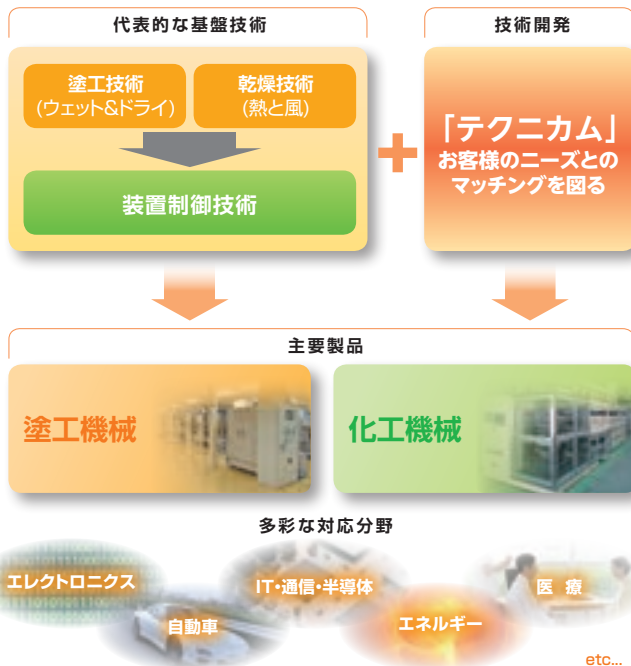 代表的な基盤技術
技術開発
塗工技術
(ウェット&ドライ)
乾燥技術
(熱と風)
装置制御技術
+
「テクニカム」
お客様のニーズとの
マッチングを図る
主要製品
塗工機械
化工機械
多彩な対応分野
エレクトロニクス
自動車
IT・通信・半導体
エネルギー
医 療
etc...